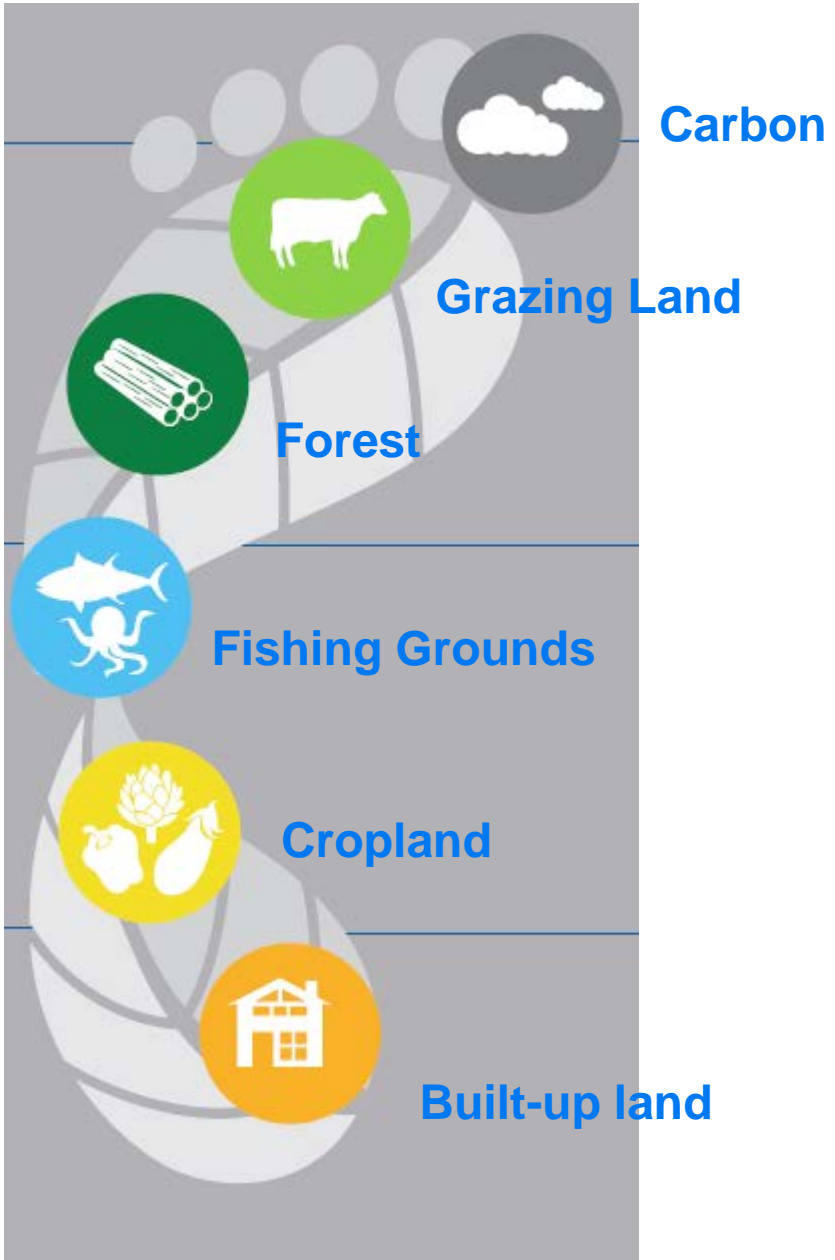 Carbon
Grazing Land
Forest
Fishing Grounds
Cropland
Built-up land